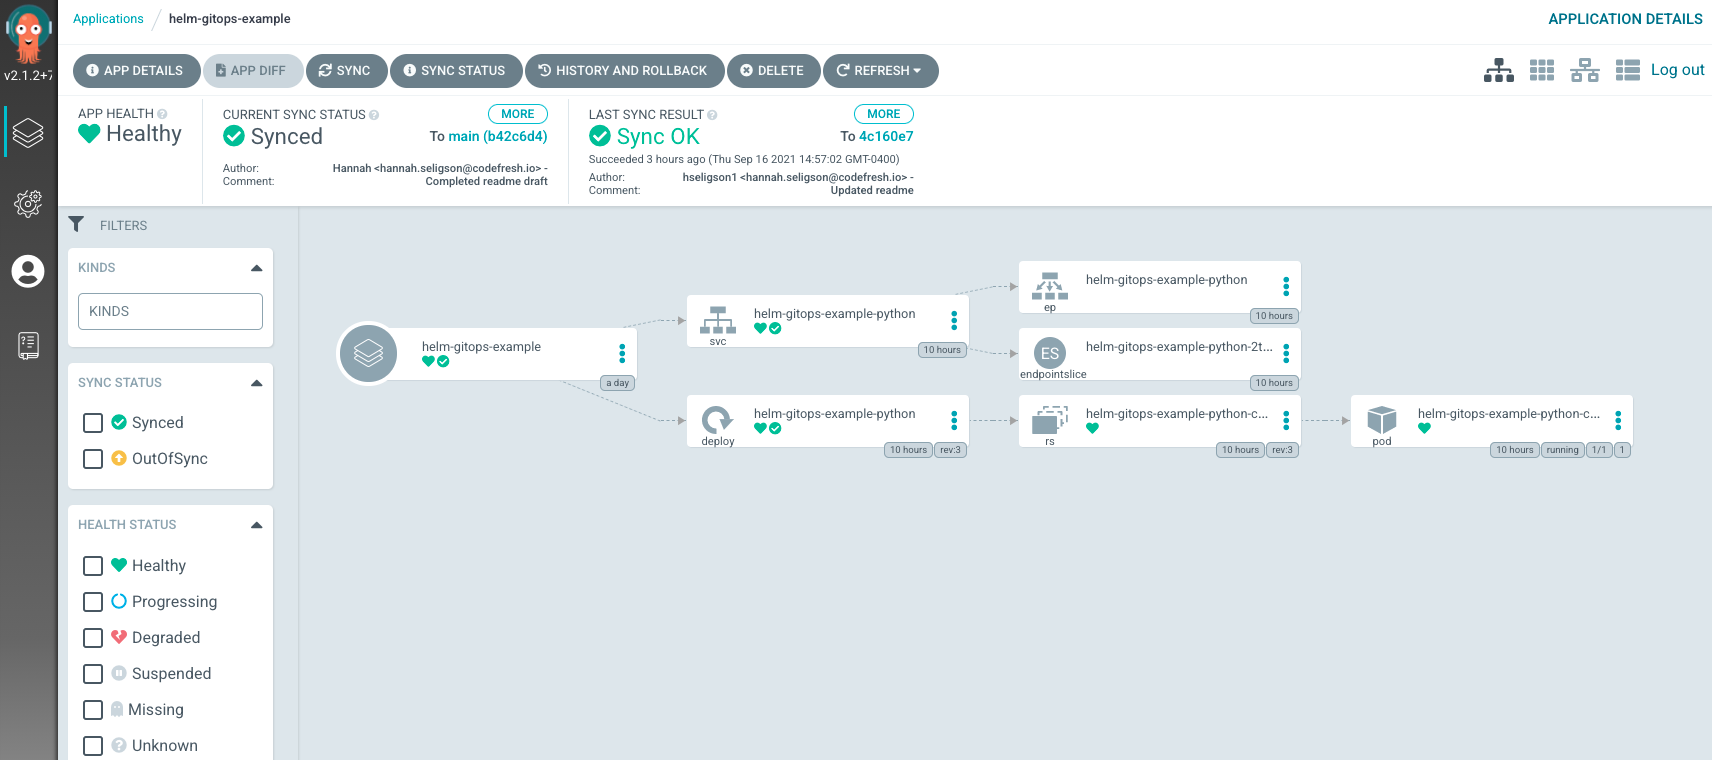 Applications / helm-gitops-example
APPLICATION DETAILS
v2.1.2+7
APP DETAILS
APP DIFF
SYNC
SYNC STATUS
HISTORY AND ROLLBACK
DELETE
REFRESH
Log out
APP HEALTH
Healthy
CURRENT SYNC STATUS
MORE
Synced
To main (b42c6d4)
Author: Hannah <hannah.seligson@codefresh.io> -
Comment: Completed readme draft
LAST SYNC RESULT
MORE
Sync OK
To 4c160e7
Succeeded 3 hours ago (Thu Sep 16 2021 14:57:02 GMT-0400)
Author: hseligson1 <hannah.seligson@codefresh.io> -
Comment: Updated readme
FILTERS
KINDS
KINDS
SYNC STATUS
Synced
OutOfSync
HEALTH STATUS
Healthy
Progressing
Degraded
Suspended
Missing
Unknown
helm-gitops-example
a day
helm-gitops-example-python
svc
10 hours
helm-gitops-example-python
deploy
10 hours
rev:3
helm-gitops-example-python
ep
10 hours
ES
helm-gitops-example-python-2t...
endpointslice
10 hours
helm-gitops-example-python-c...
rs
10 hours
rev:3
helm-gitops-example-python-c...
pod
10 hours
running
1/1
1